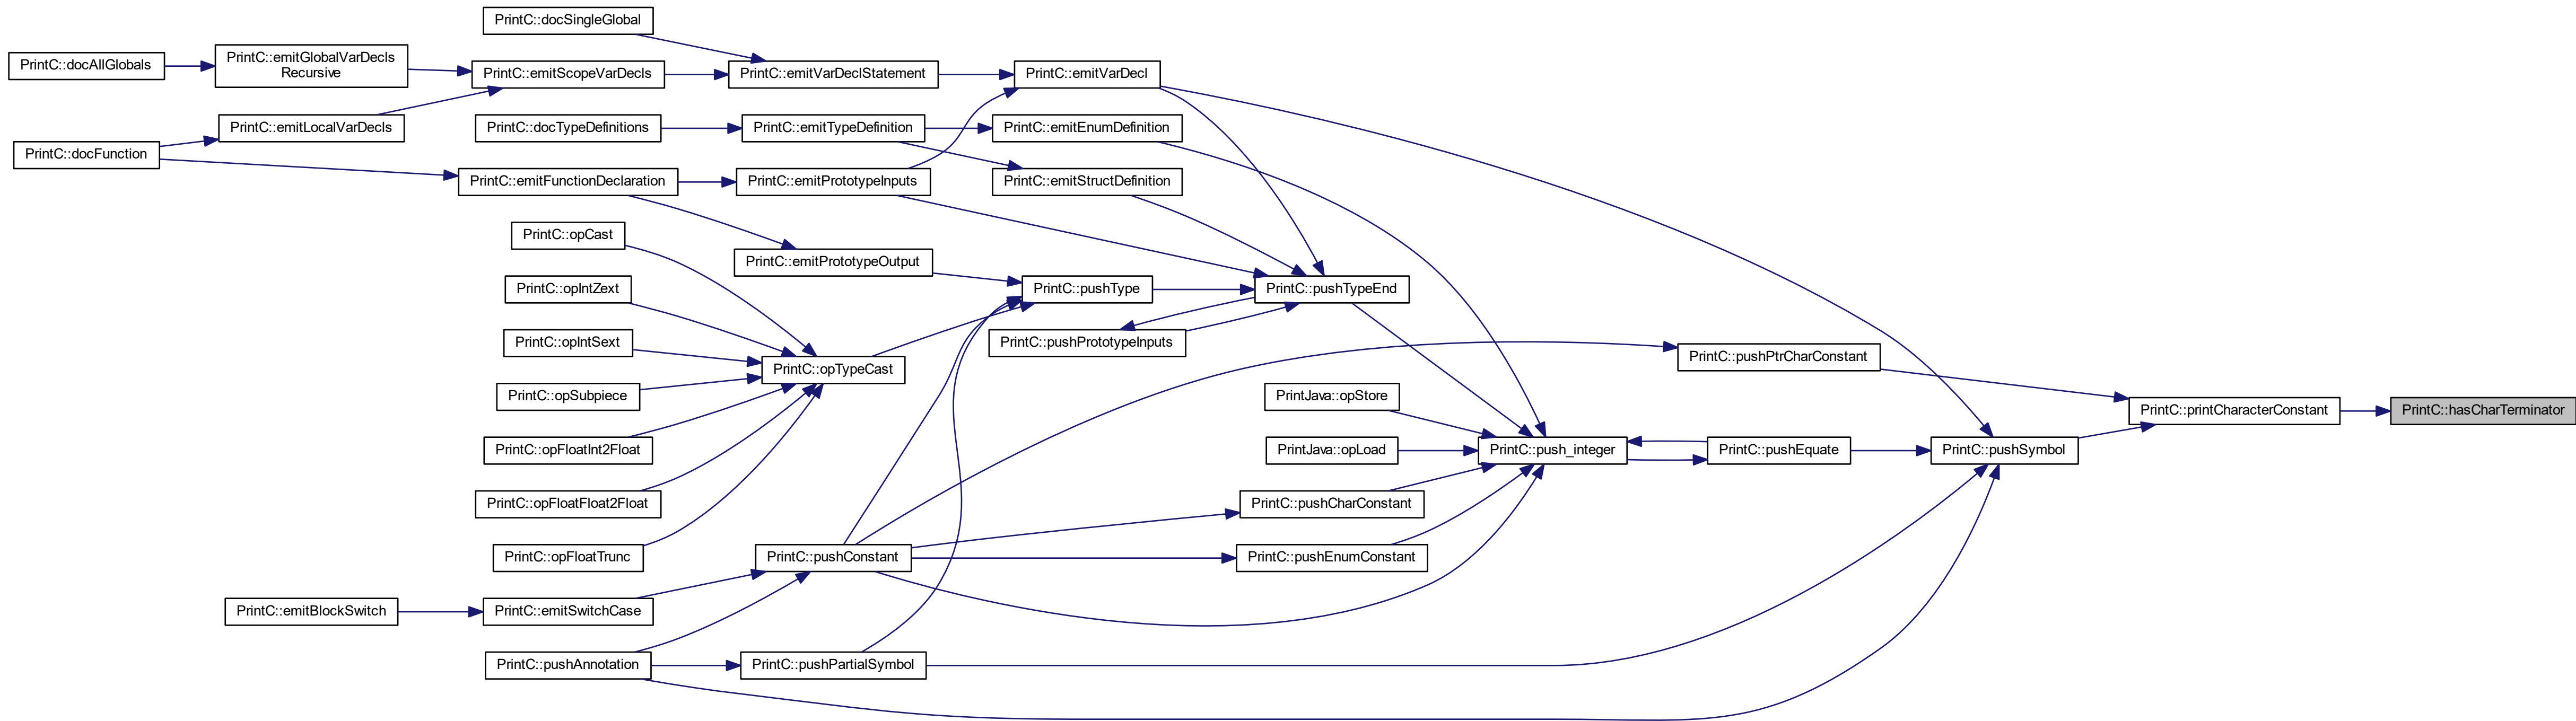 PrintC::docSingleGlobal
PrintC::docAllGlobals
PrintC::emitGlobalVarDecls
Recursive
PrintC::emitScopeVarDecls
PrintC::emitVarDeclStatement
PrintC::emitVarDecl
PrintC::emitLocalVarDecls
PrintC::docTypeDefinitions
PrintC::emitTypeDefinition
PrintC::emitEnumDefinition
PrintC::docFunction
PrintC::emitFunctionDeclaration
PrintC::emitPrototypeInputs
PrintC::emitStructDefinition
PrintC::opCast
PrintC::emitPrototypeOutput
PrintC::opIntZext
PrintC::pushType
PrintC::pushTypeEnd
PrintC::opIntSext
PrintC::pushPrototypeInputs
PrintC::pushPtrCharConstant
PrintC::opTypeCast
PrintC::opSubpiece
PrintJava::opStore
PrintC::printCharacterConstant
PrintC::hasCharTerminator
PrintC::opFloatInt2Float
PrintJava::opLoad
PrintC::push_integer
PrintC::pushEquate
PrintC::pushSymbol
PrintC::opFloatFloat2Float
PrintC::pushCharConstant
PrintC::opFloatTrunc
PrintC::pushConstant
PrintC::pushEnumConstant
PrintC::emitBlockSwitch
PrintC::emitSwitchCase
PrintC::pushAnnotation
PrintC::pushPartialSymbol